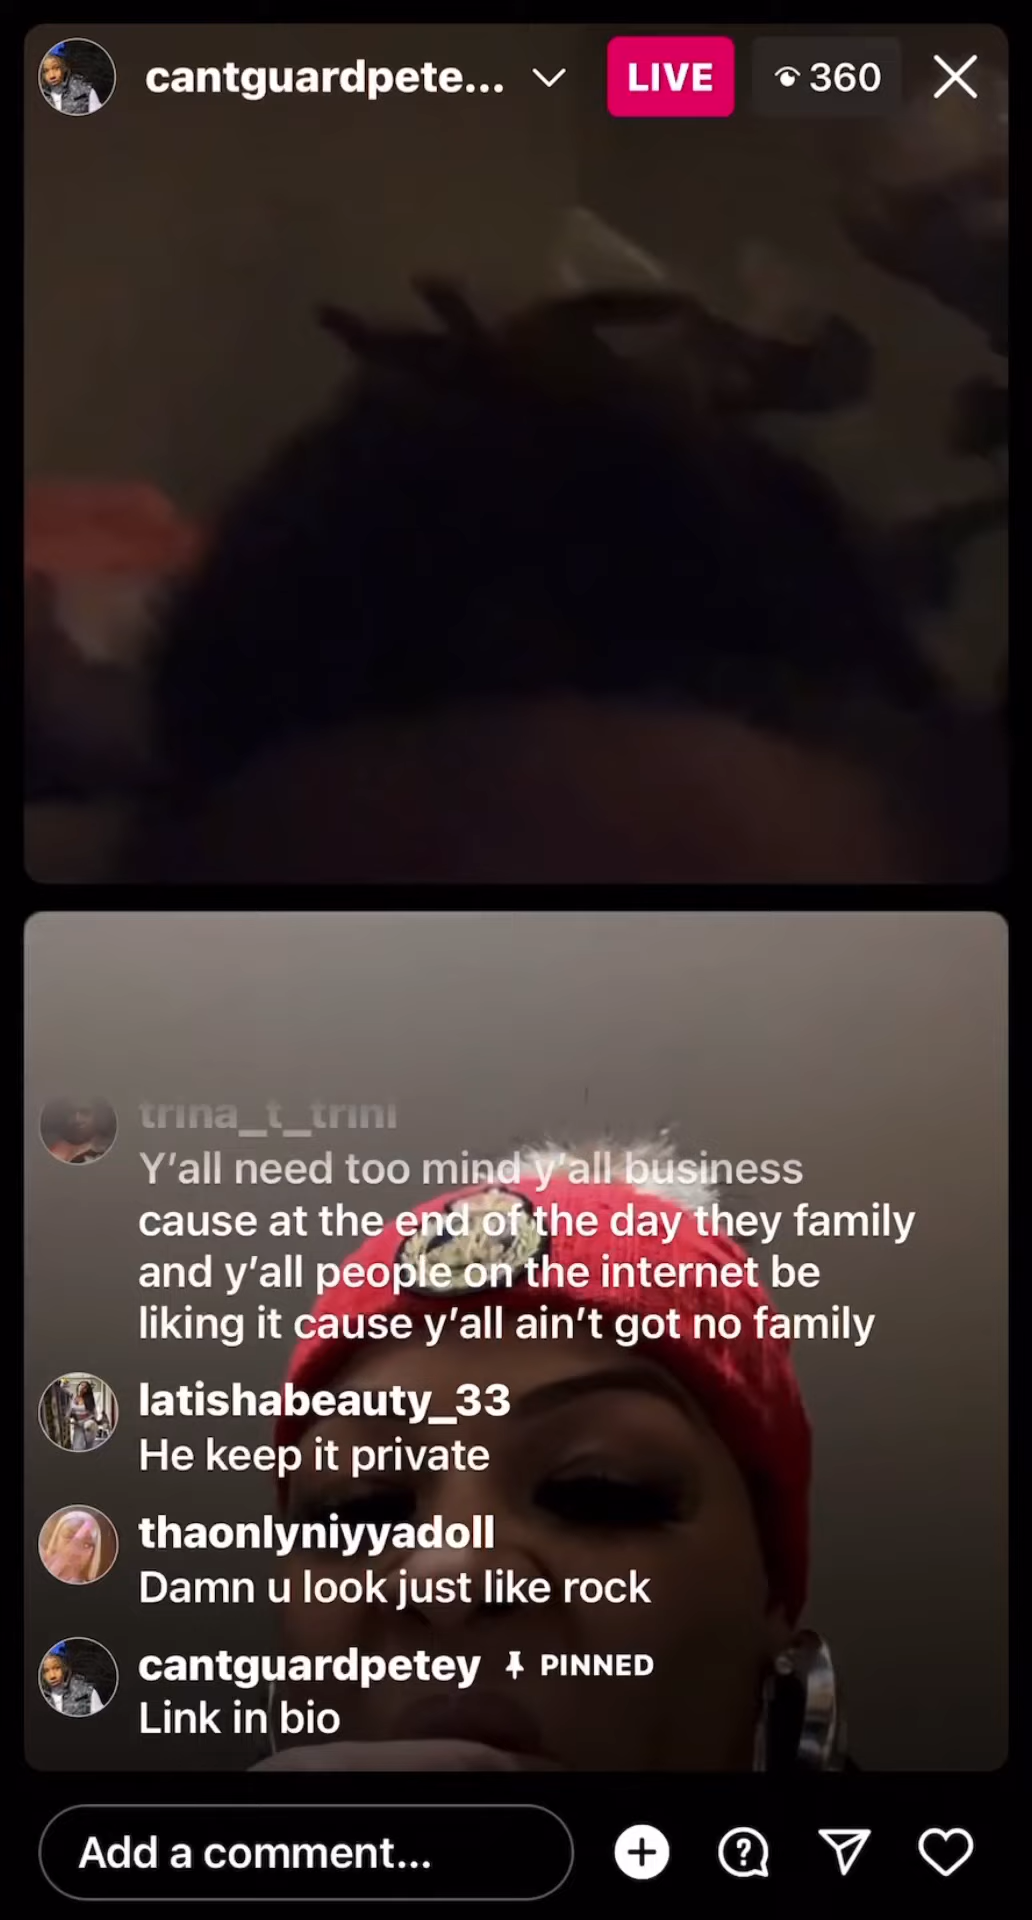 cantguardpete...
LIVE
360
trina_t_trini
Y’all need too mind y’all business
cause at the end of the day they family
and y’all people on the internet be
liking it cause y’all ain’t got no family
latishabeauty_33
He keep it private
thaonlyniyyadoll
Damn u look just like rock
cantguardpetey PINNED
Link in bio
Add a comment...